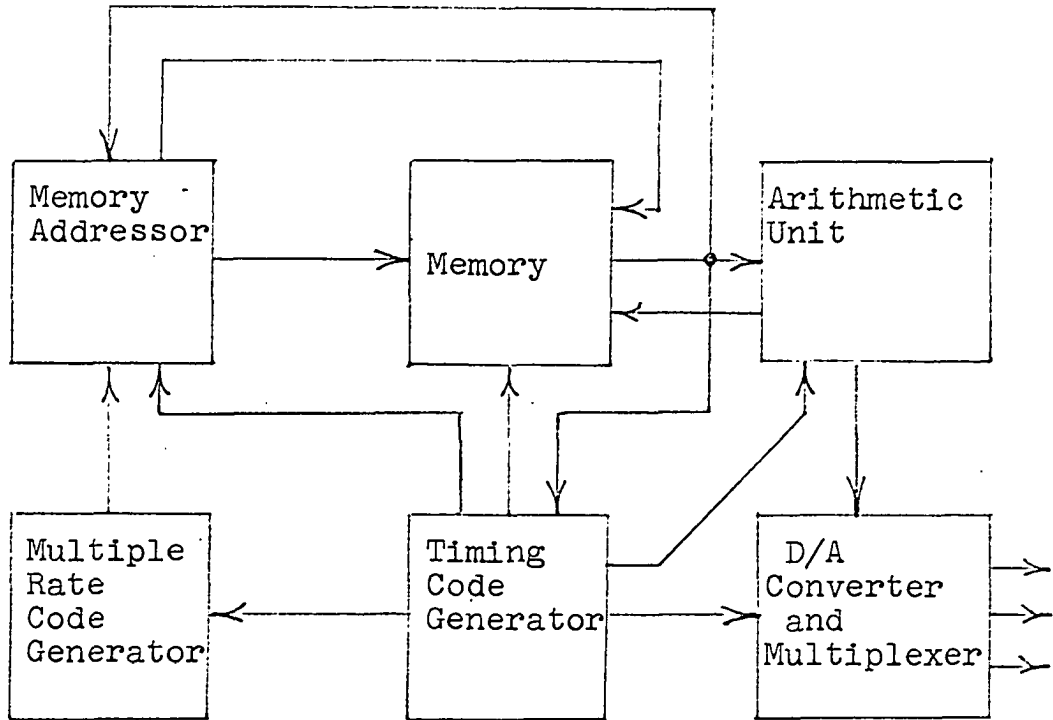 Memory
Addressor
Memory
Arithmetic
Unit
Multiple
Rate
Code
Generator
Timing
Code
Generator
D/A
Converter
and
Multiplexer